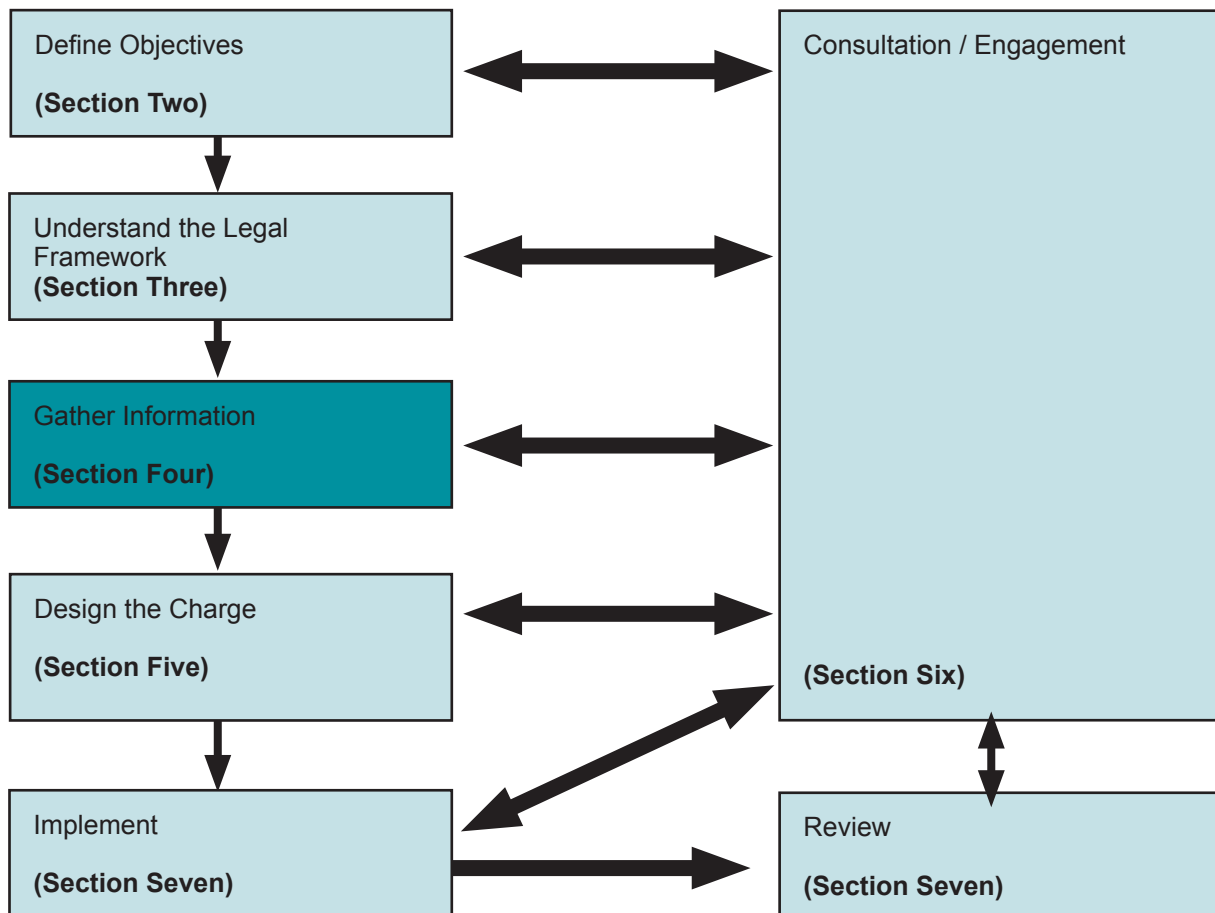 Define Objectives
(Section Two)
Understand the Legal
Framework
(Section Three)
Gather Information
(Section Four)
Design the Charge
(Section Five)
Implement
(Section Seven)
Consultation / Engagement
(Section Six)
Review
(Section Seven)